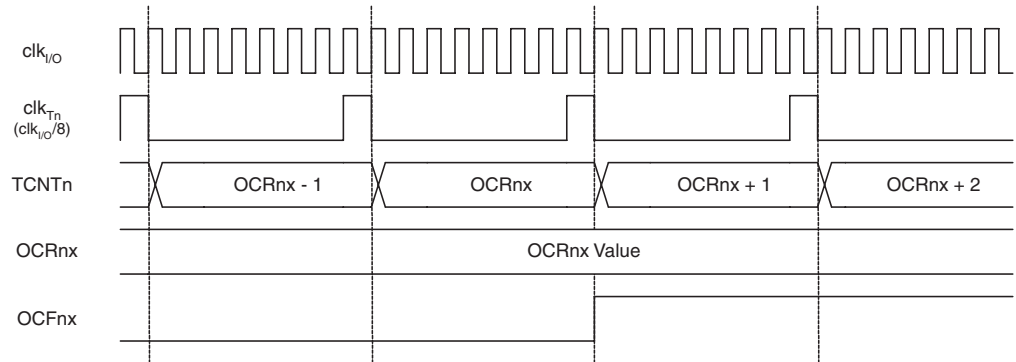 clkI/O
clkTn
(clkI/O/8)
TCNTn OCRnx - 1 OCRnx OCRnx + 1 OCRnx + 2
OCRnx OCRnx Value
OCFnx